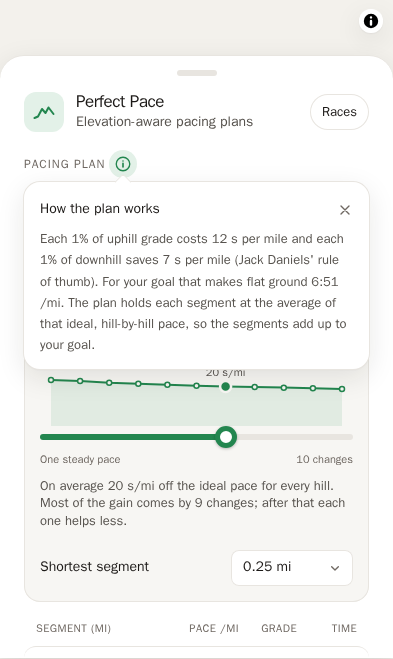 Perfect Pace
Elevation-aware pacing plans
Races
PACING PLAN
How the plan works
Each 1% of uphill grade costs 12 s per mile and each
1% of downhill saves 7 s per mile (Jack Daniels' rule
of thumb). For your goal that makes flat ground 6:51
/mi. The plan holds each segment at the average of
that ideal, hill-by-hill pace, so the segments add up to
your goal.
20 s/mi
One steady pace
10 changes
On average 20 s/mi off the ideal pace for every hill.
Most of the gain comes by 9 changes; after that each
one helps less.
Shortest segment
0.25 mi
SEGMENT (MI)
PACE /MI
GRADE
TIME